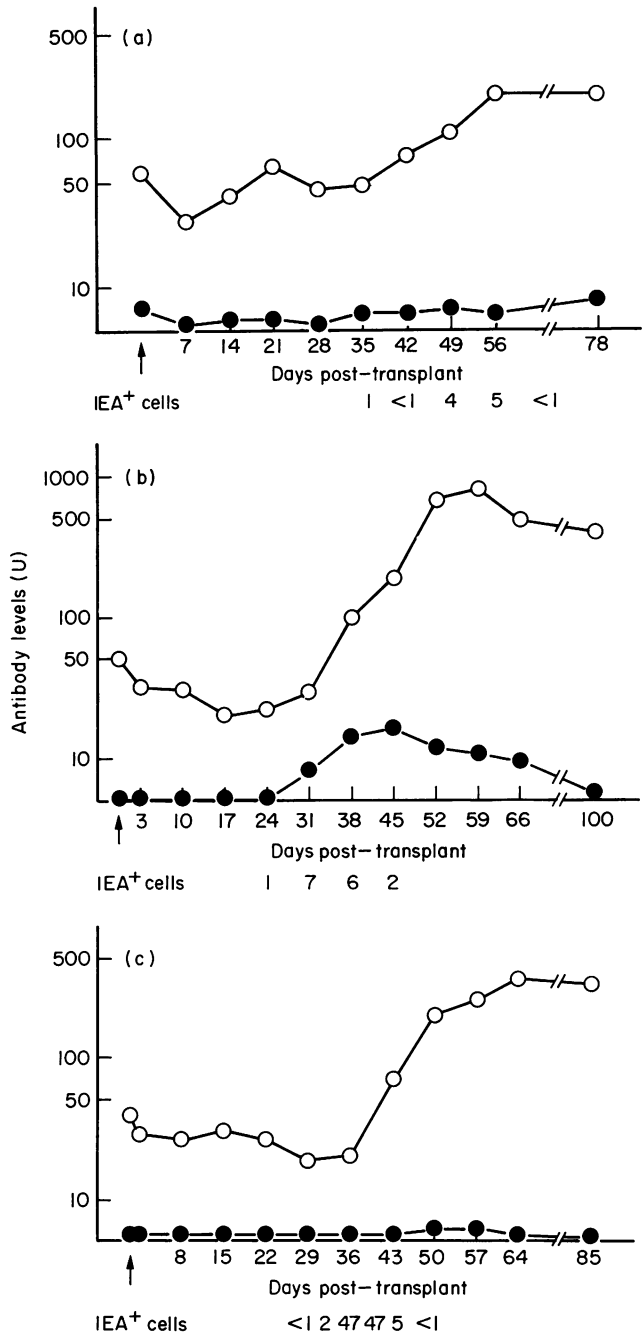 500
(a)
100
50
10
7 14 21 28 35 42 49 56 78
Days post-transplant
IEA+ cells 1 <1 4 5 <1
1000
(b)
500
100
50
10
Antibody levels (U)
3 10 17 24 31 38 45 52 59 66 100
Days post-transplant
IEA+ cells 1 7 6 2
500
(c)
100
50
10
8 15 22 29 36 43 50 57 64 85
Days post-transplant
IEA+ cells <1 2 47 47 5 <1